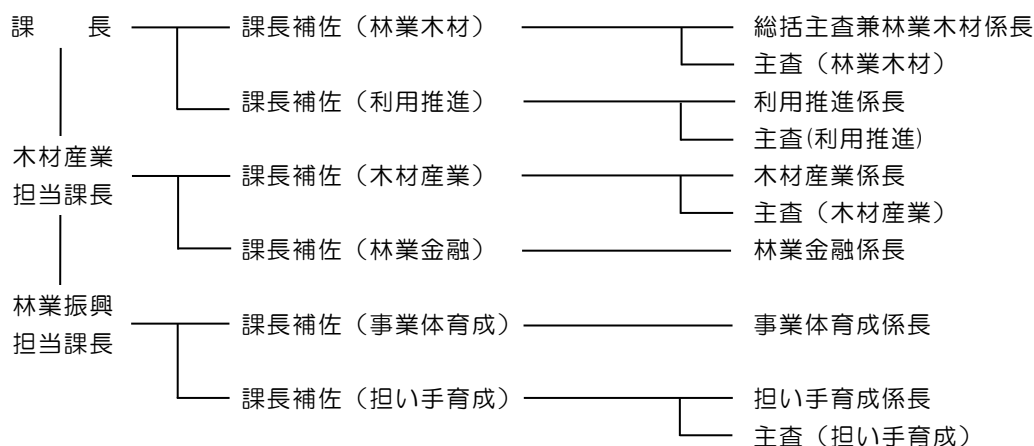 課　　長 課長補佐（林業木材） 総括主査兼林業木材係長
主査（林業木材）
課長補佐（利用推進） 利用推進係長
主査(利用推進)
木材産業
担当課長
課長補佐（木材産業） 木材産業係長
主査（木材産業）
課長補佐（林業金融） 林業金融係長
林業振興
担当課長
課長補佐（事業体育成） 事業体育成係長
課長補佐（担い手育成） 担い手育成係長
主査（担い手育成）